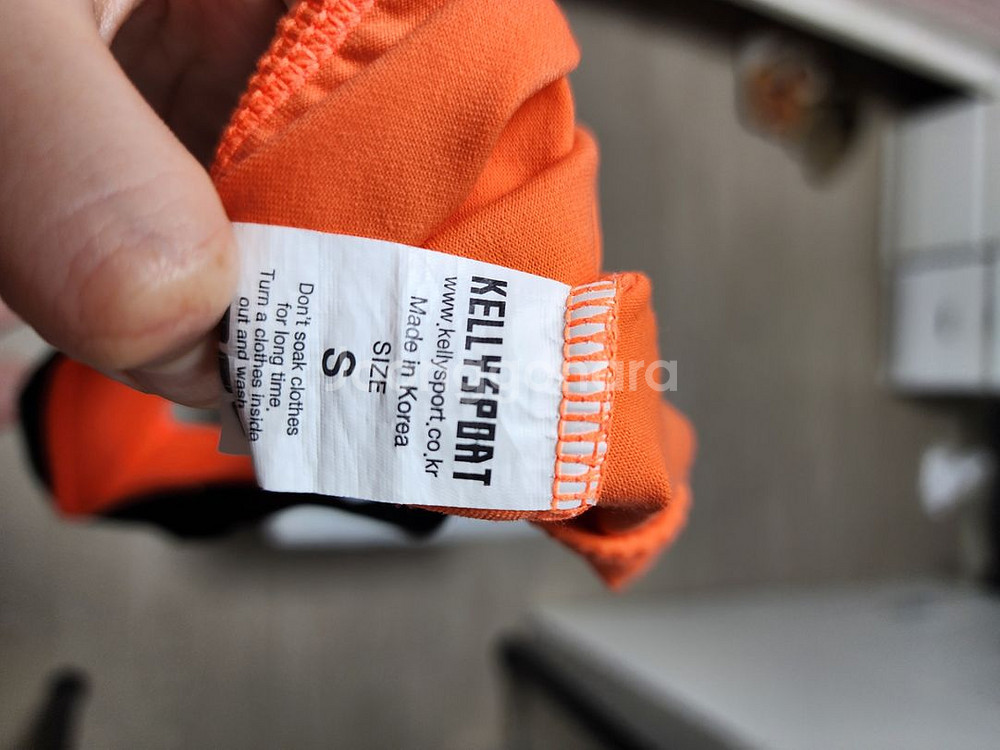 KELLYSPORT
www.kellysport.co.kr
Made in Korea
SIZE
S
Don't soak clothes
for long time.
Turn a clothes inside
out and wash